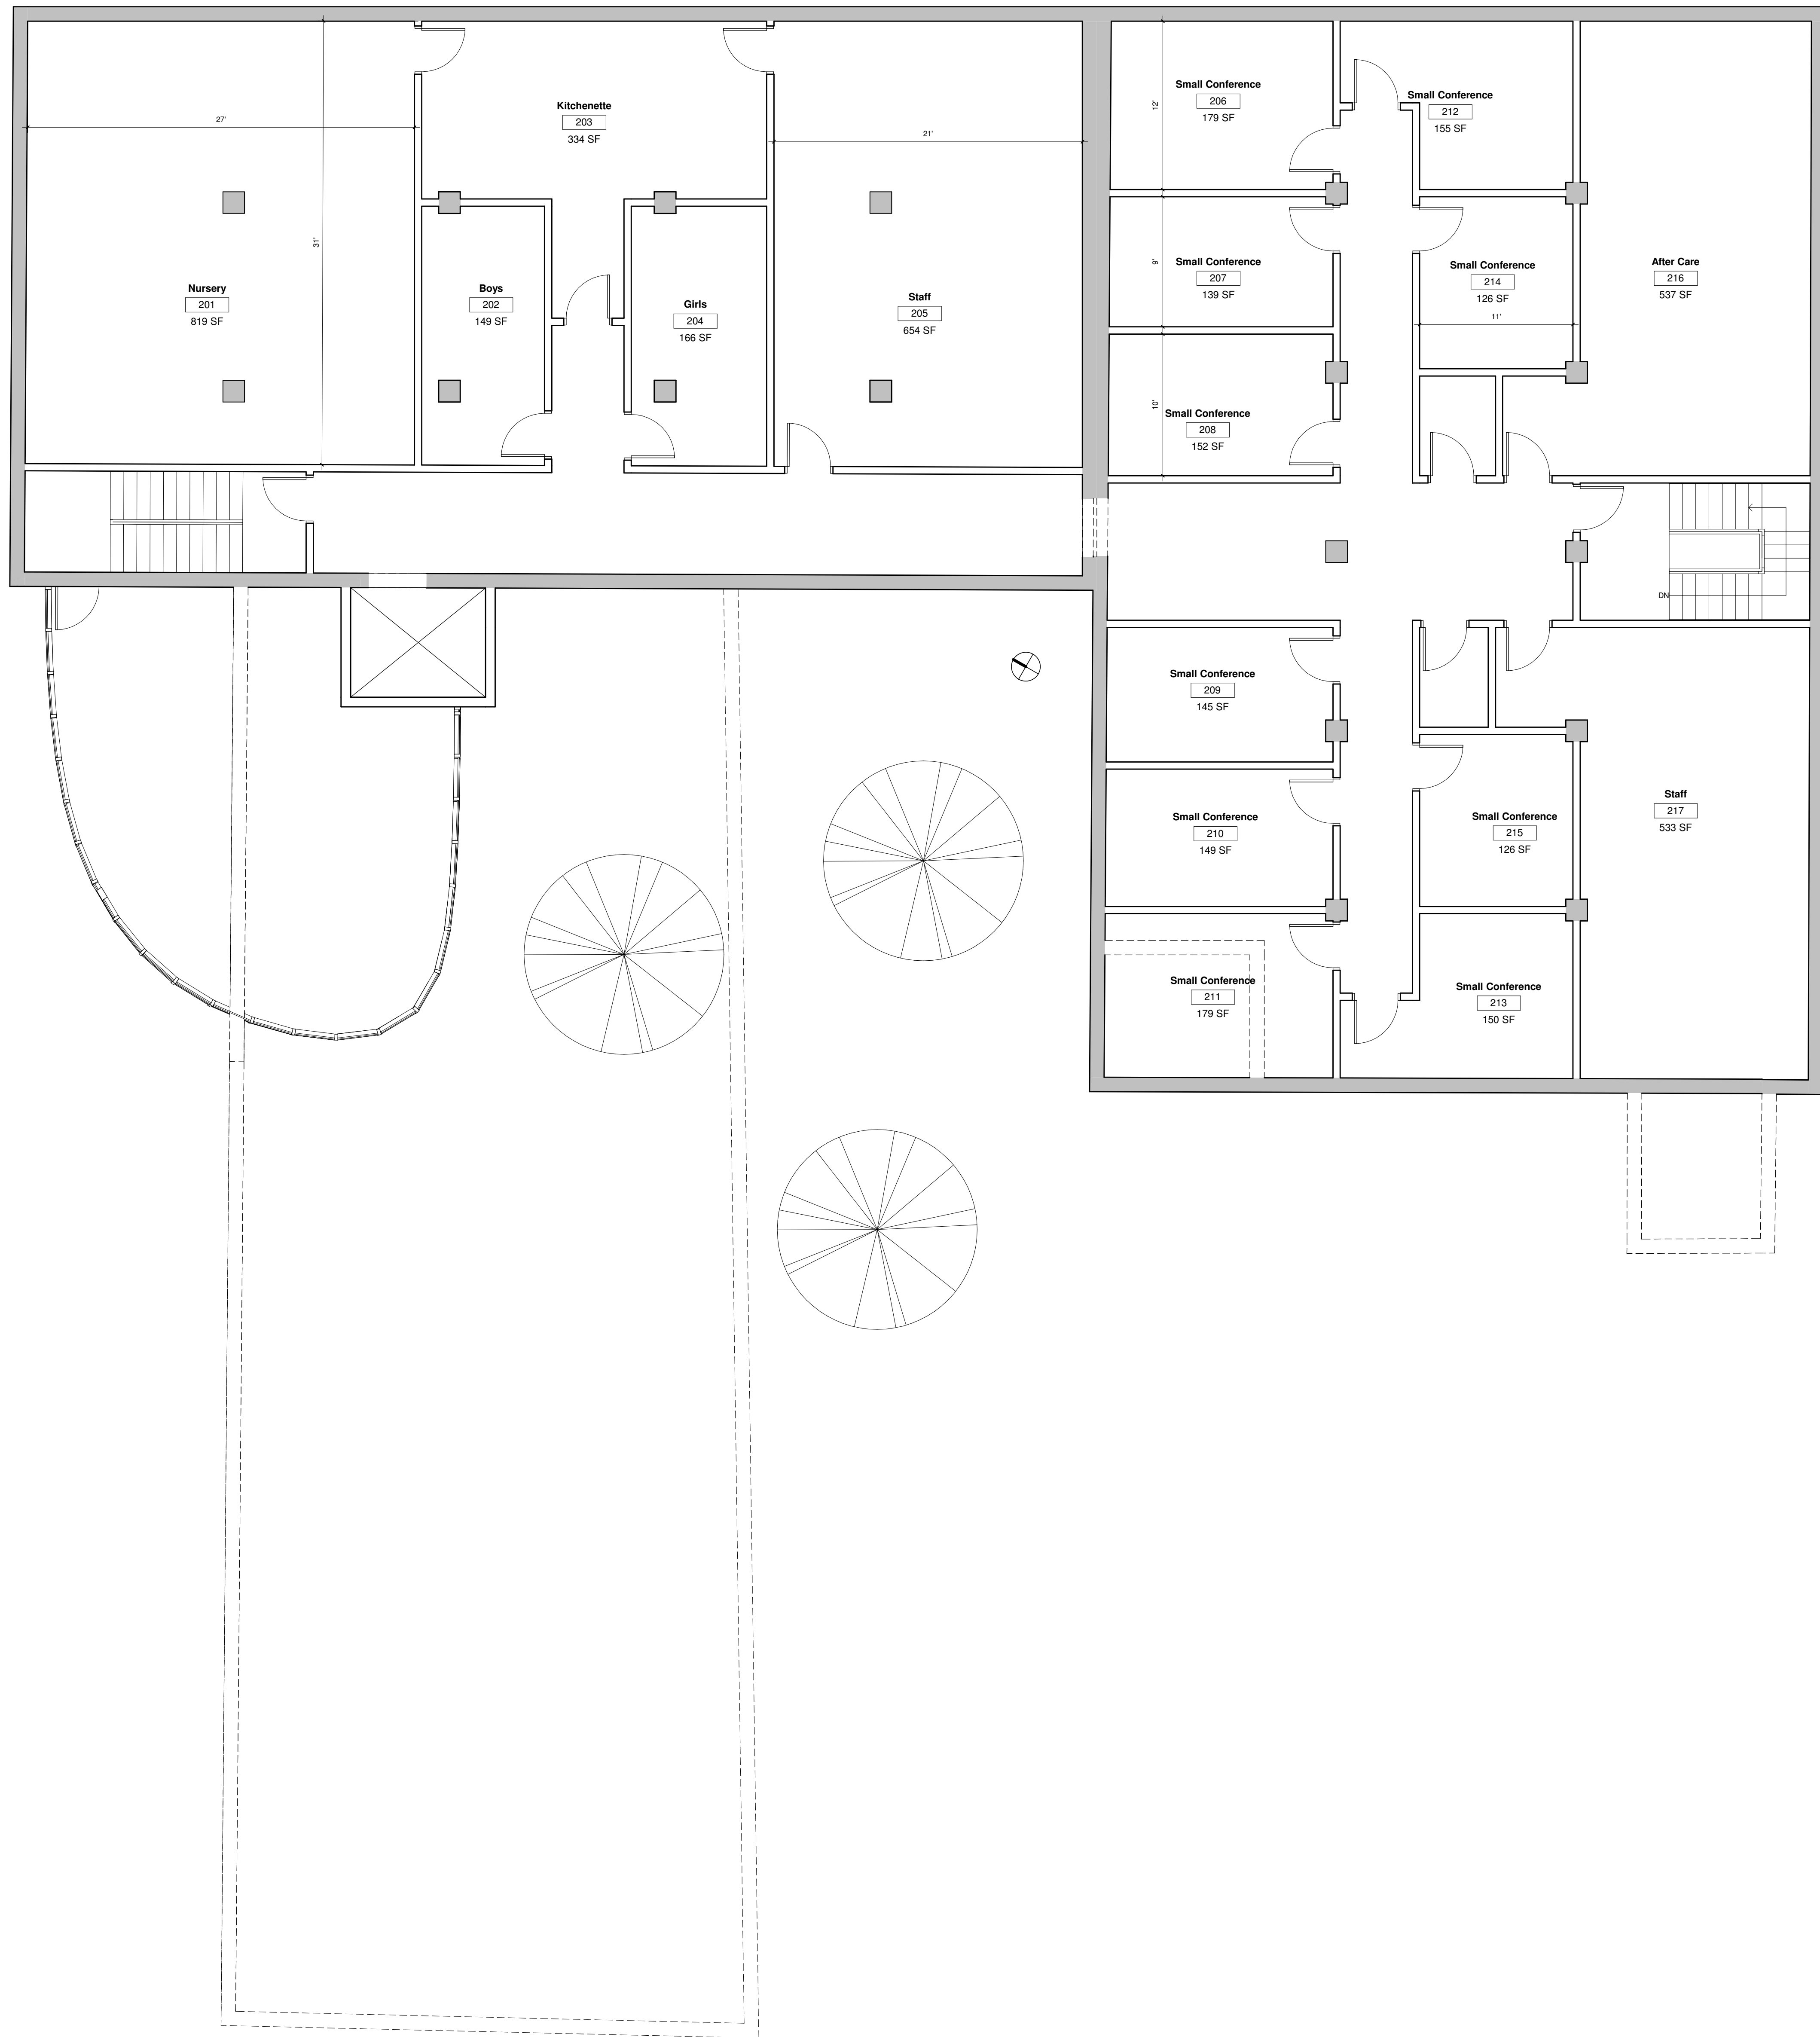 Kitchenette
203
334 SF
27'
31'
21'
Nursery
201
819 SF
Boys
202
149 SF
Girls
204
166 SF
Staff
205
654 SF
Small Conference
206
179 SF
12'
Small Conference
212
155 SF
Small Conference
207
139 SF
9'
Small Conference
214
126 SF
11'
After Care
216
537 SF
Small Conference
208
152 SF
10'
DN
Small Conference
209
145 SF
Small Conference
210
149 SF
Small Conference
215
126 SF
Staff
217
533 SF
Small Conference
211
179 SF
Small Conference
213
150 SF